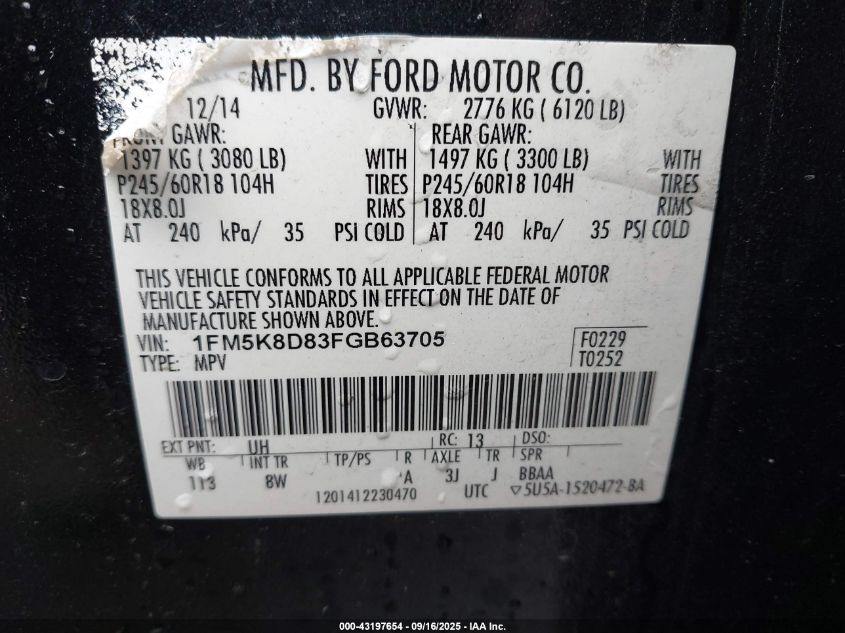 MFD. BY FORD MOTOR CO.
12/14 GVWR: 2776 KG ( 6120 LB)
FRONT GAWR: REAR GAWR:
1397 KG ( 3080 LB) WITH 1497 KG ( 3300 LB) WITH
P245/60R18 104H TIRES P245/60R18 104H TIRES
18X8.0J RIMS 18X8.0J RIMS
AT 240 kPa/ 35 PSI COLD AT 240 kPa/ 35 PSI COLD
THIS VEHICLE CONFORMS TO ALL APPLICABLE FEDERAL MOTOR
VEHICLE SAFETY STANDARDS IN EFFECT ON THE DATE OF
MANUFACTURE SHOWN ABOVE.
VIN: 1FM5K8D83FGB63705 F0229
TYPE: MPV T0252
EXT PNT: UH RC: 13 DSO:
WB INT TR TP/PS R AXLE TR SPR
113 8W A 3J J BBAA
1201412230470 UTC ▽5U5A-1520472-BA
000-43197654 - 09/16/2025 - IAA Inc.